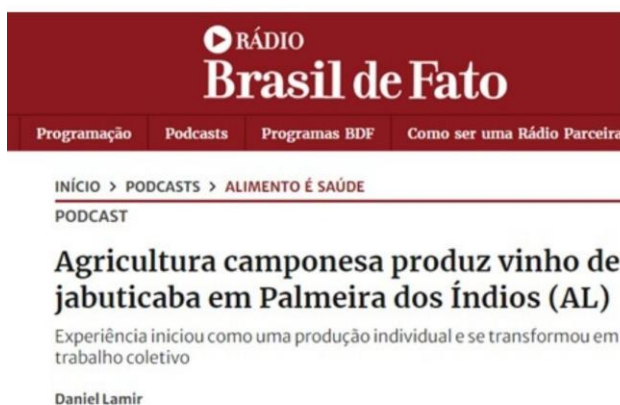 RÁDIO
Brasil de Fato
Programação Podcasts Programas BDF Como ser uma Rádio Parceira
INÍCIO > PODCASTS > ALIMENTO É SAÚDE
PODCAST
Agricultura camponesa produz vinho de
jabuticaba em Palmeira dos Índios (AL)
Experiência iniciou como uma produção individual e se transformou em
trabalho coletivo
Daniel Lamir